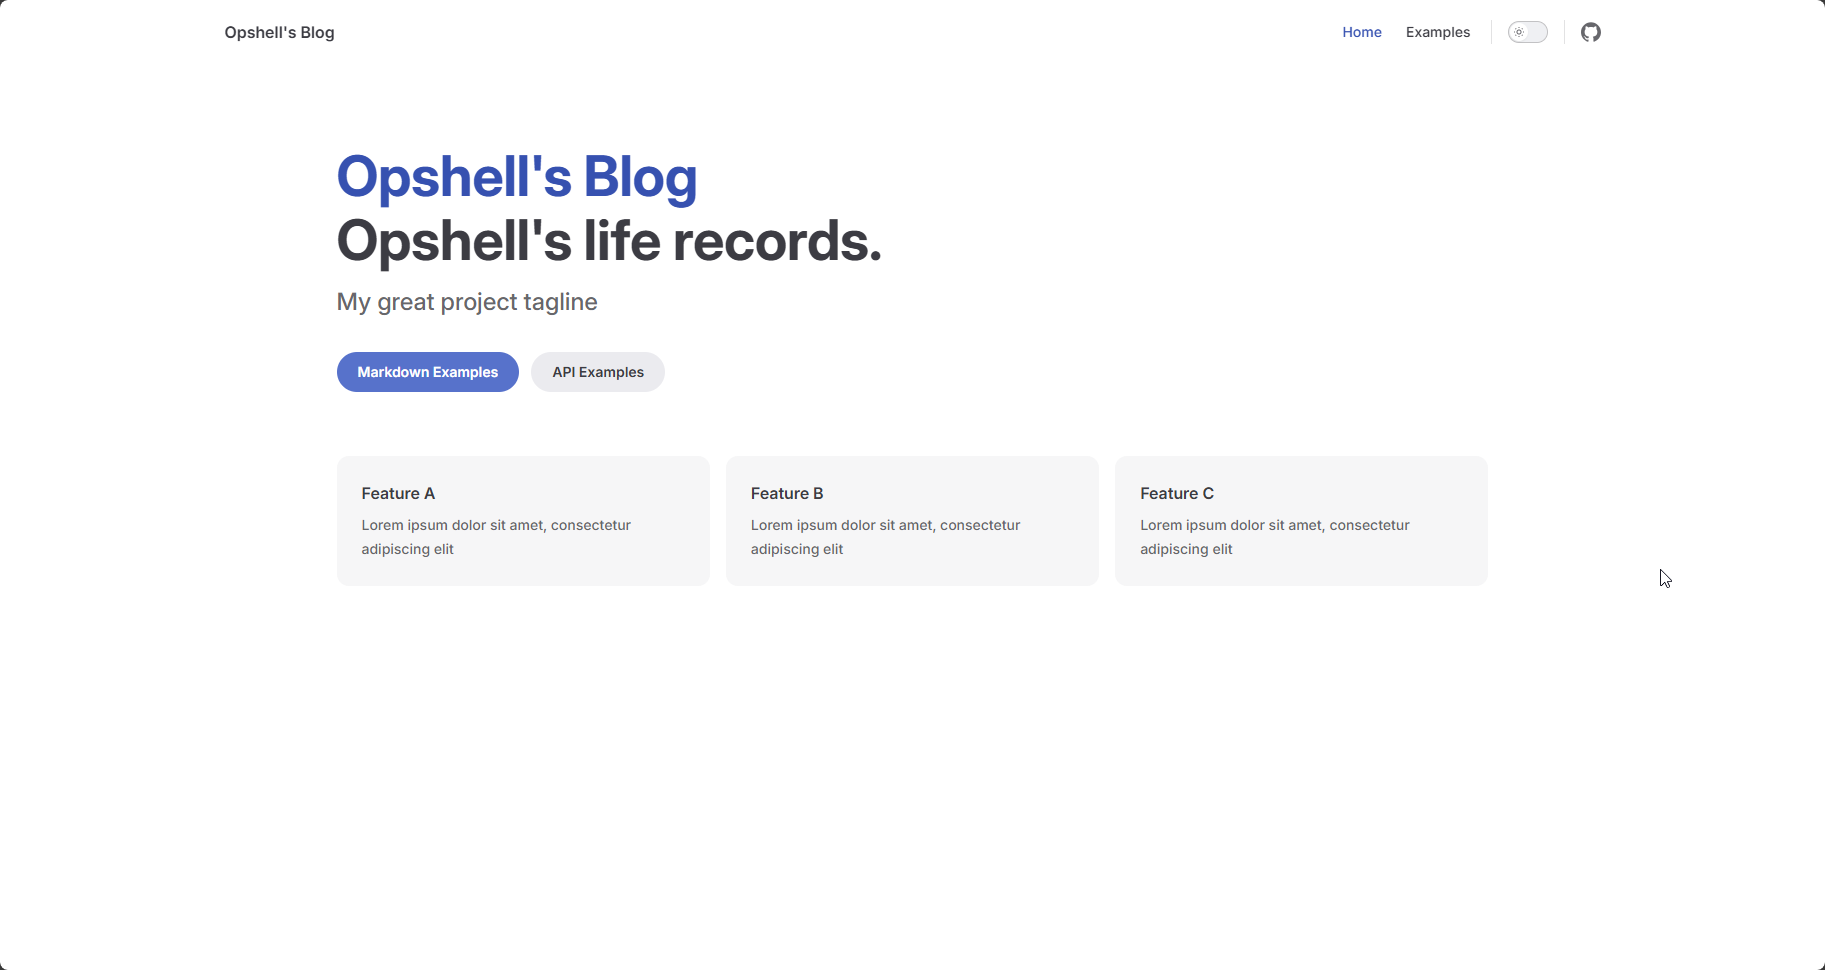 Opshell's Blog
Home
Examples
Opshell's Blog
Opshell's life records.
My great project tagline
Markdown Examples
API Examples
Feature A
Lorem ipsum dolor sit amet, consectetur
adipiscing elit
Feature B
Lorem ipsum dolor sit amet, consectetur
adipiscing elit
Feature C
Lorem ipsum dolor sit amet, consectetur
adipiscing elit